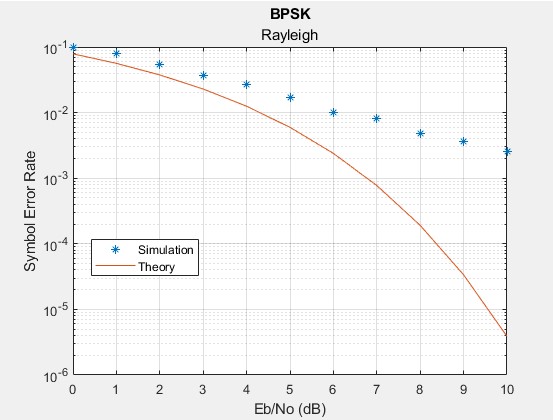 BPSK
Rayleigh
10-1
10-2
10-3
10-4
10-5
10-6
Symbol Error Rate
Simulation
Theory
0 1 2 3 4 5 6 7 8 9 10
Eb/No (dB)